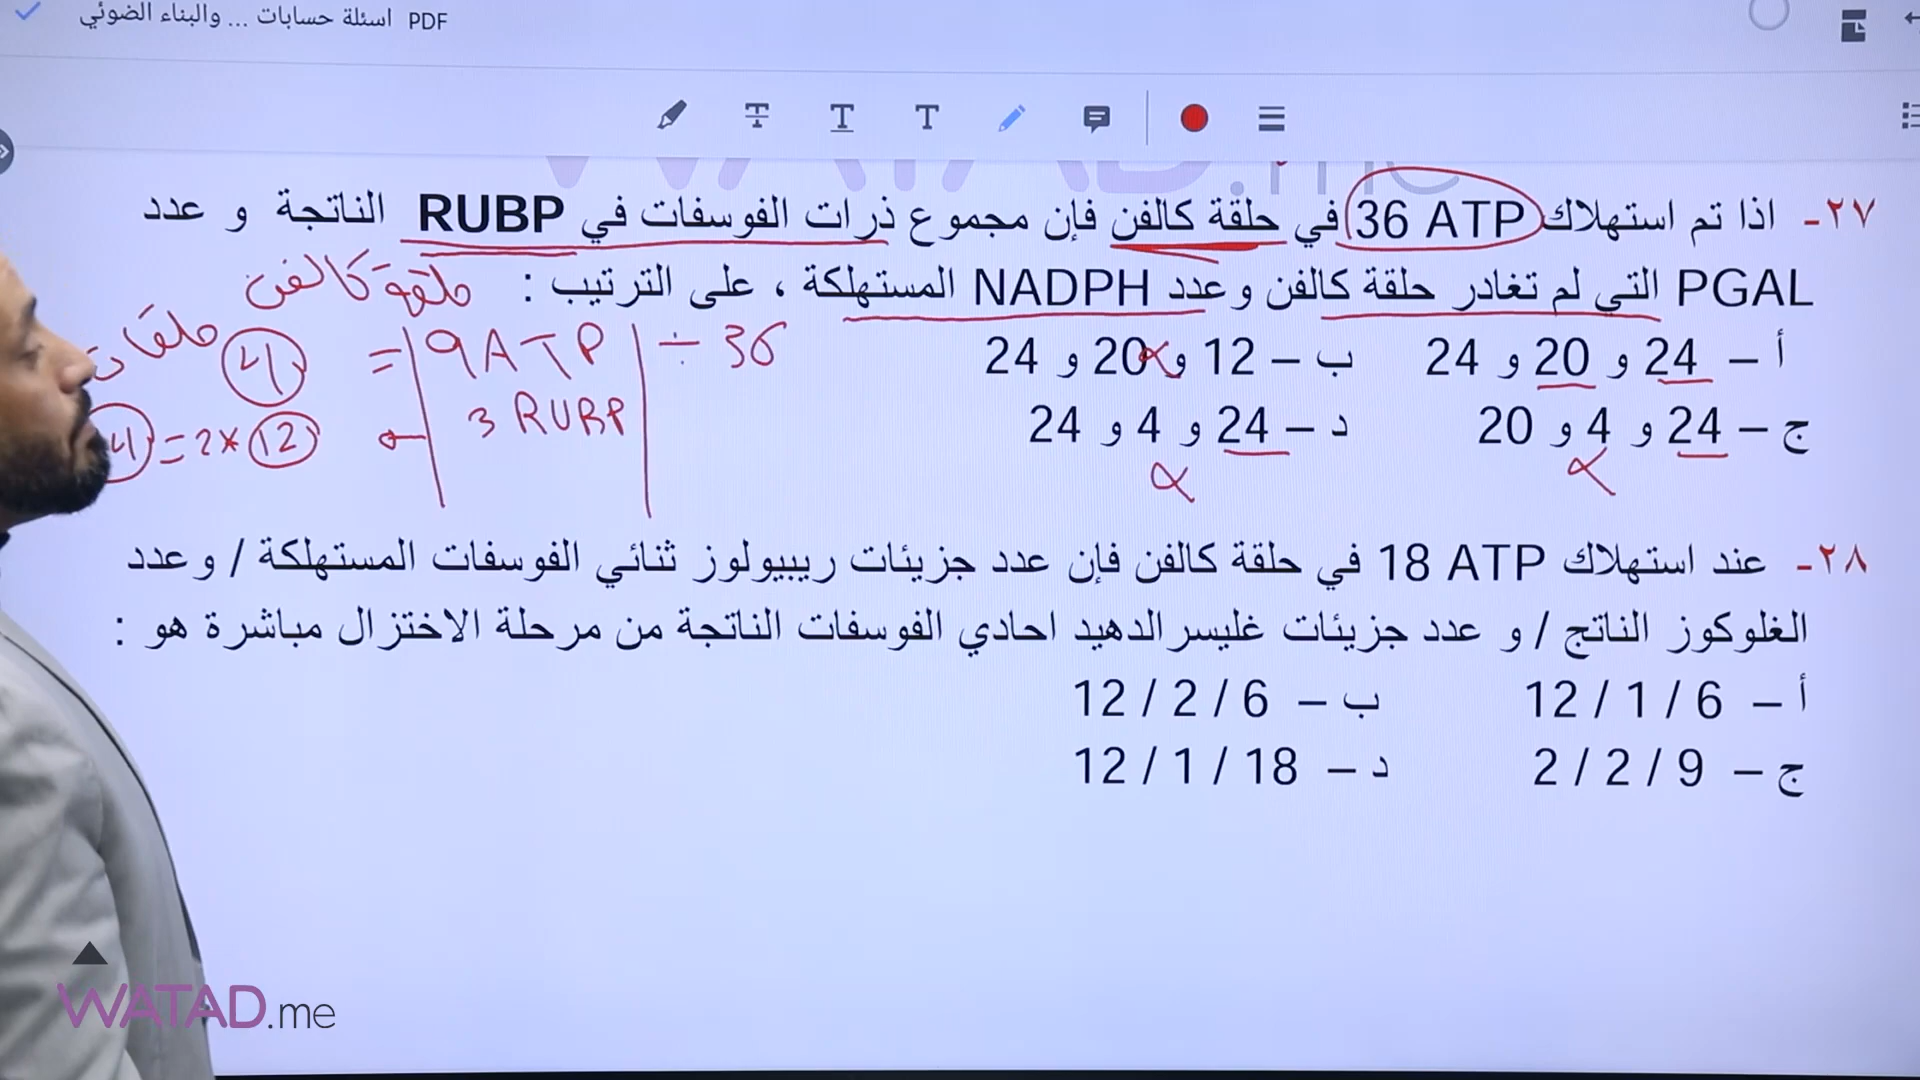 اسئلة حسابات ... والبناء الضوئي PDF
٢٧- اذا تم استهلاك 36 ATP في حلقة كالفن فإن مجموع ذرات الفوسفات في RUBP الناتجة و عدد
PGAL التي لم تغادر حلقة كالفن وعدد NADPH المستهلكة ، على الترتيب :
أ – 24 و 20 و 24
ب – 12 و 20 و 24
ج – 24 و 4 و 20
د – 24 و 4 و 24
حلقة كالفن
36 ÷ 9ATP = 4 حلقات
3 RUBP
12 *2=
٢٨- عند استهلاك 18 ATP في حلقة كالفن فإن عدد جزيئات ريبيولوز ثنائي الفوسفات المستهلكة / وعدد
الغلوكوز الناتج / و عدد جزيئات غليسرالدهيد احادي الفوسفات الناتجة من مرحلة الاختزال مباشرة هو :
أ – 6 / 1 / 12
ب – 6 / 2 / 12
ج – 9 / 2 / 2
د – 18 / 1 / 12
WATAD.me